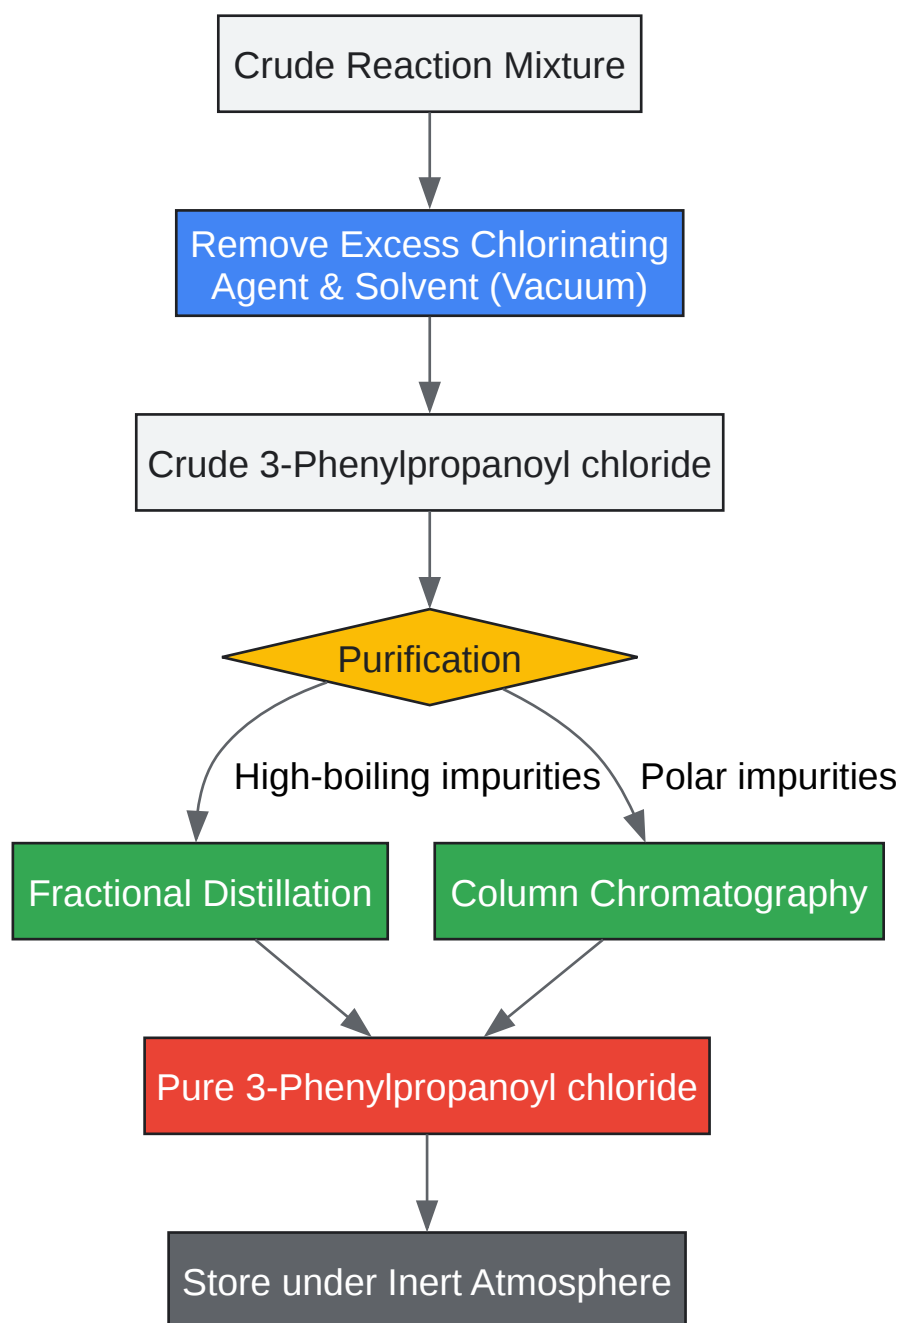 Crude Reaction Mixture
Remove Excess Chlorinating
Agent & Solvent (Vacuum)
Crude 3-Phenylpropanoyl chloride
Purification
High-boiling impurities
Polar impurities
Fractional Distillation
Column Chromatography
Pure 3-Phenylpropanoyl chloride
Store under Inert Atmosphere